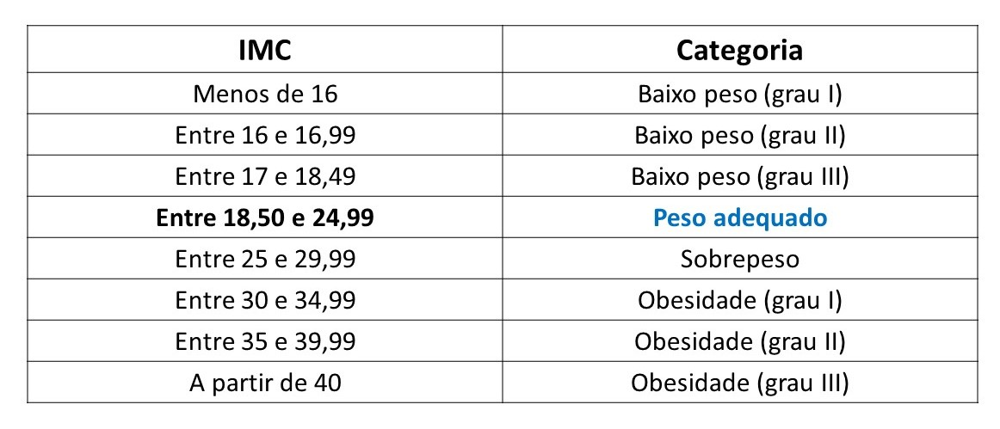 IMC Categoria
Menos de 16 Baixo peso (grau I)
Entre 16 e 16,99 Baixo peso (grau II)
Entre 17 e 18,49 Baixo peso (grau III)
Entre 18,50 e 24,99 Peso adequado
Entre 25 e 29,99 Sobrepeso
Entre 30 e 34,99 Obesidade (grau I)
Entre 35 e 39,99 Obesidade (grau II)
A partir de 40 Obesidade (grau III)